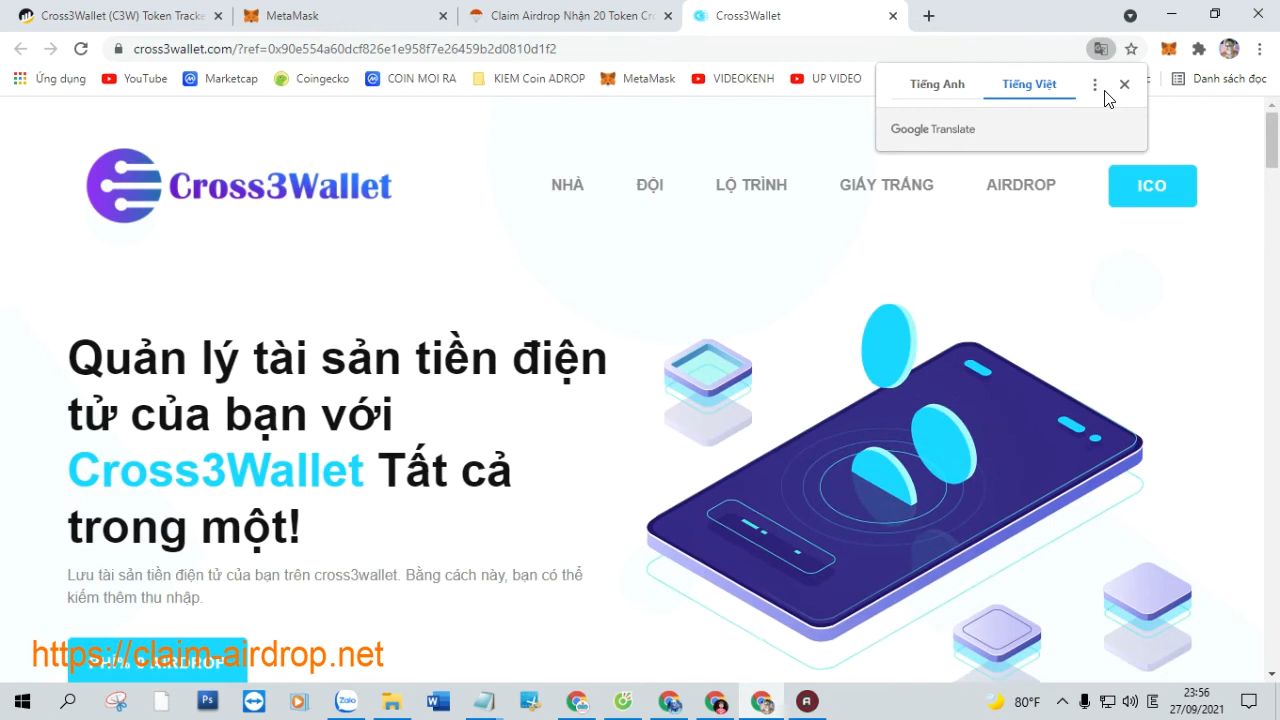 Cross3Wallet (C3W) Token Tracke
MetaMask
Claim Airdrop Nhận 20 Token Cro
Cross3Wallet
cross3wallet.com/?ref=0x90e554a60dcf826e1e958f7e26459b2d0810d1f2
Ứng dụng
YouTube
Marketcap
Coingecko
COIN MOI RA
KIEM Coin ADROP
MetaMask
VIDEOKENH
UP VIDEO
Danh sách đọc
Tiếng Anh
Tiếng Việt
Google Translate
Cross3Wallet
NHÀ
ĐỘI
LỘ TRÌNH
GIẤY TRẮNG
AIRDROP
ICO
Quản lý tài sản tiền điện
tử của bạn với
Cross3Wallet Tất cả
trong một!
Lưu tài sản tiền điện tử của bạn trên cross3wallet. Bằng cách này, bạn có thể
kiếm thêm thu nhập.
https://claim-airdrop.net
Ps
Zalo
W
80°F
E
23:56
27/09/2021